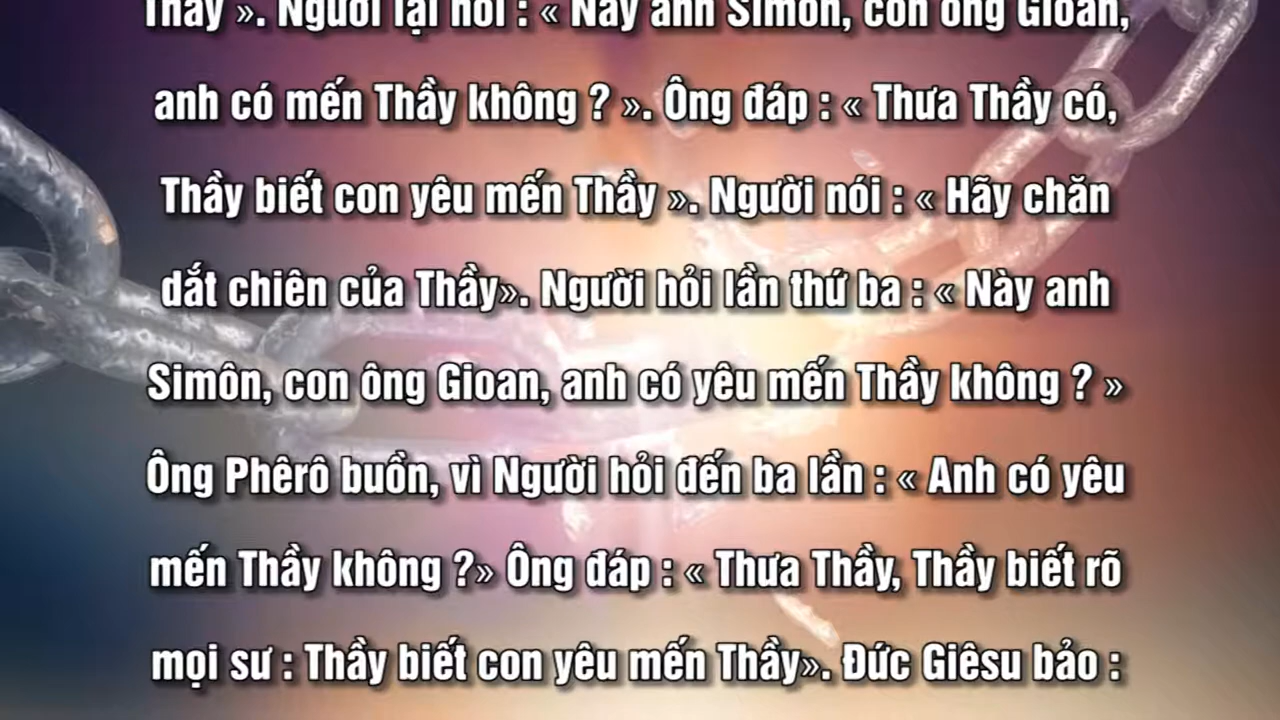 Thầy ». Người lại nói : « Này anh Simôn, con ông Gioan,
anh có mến Thầy không ? ». Ông đáp : « Thưa Thầy có,
Thầy biết con yêu mến Thầy ». Người nói : « Hãy chăn
dắt chiên của Thầy». Người hỏi lần thứ ba : « Này anh
Simôn, con ông Gioan, anh có yêu mến Thầy không ? »
Ông Phêrô buồn, vì Người hỏi đến ba lần : « Anh có yêu
mến Thầy không ?» Ông đáp : « Thưa Thầy, Thầy biết rõ
mọi sư : Thầy biết con yêu mến Thầy». Đức Giêsu bảo :